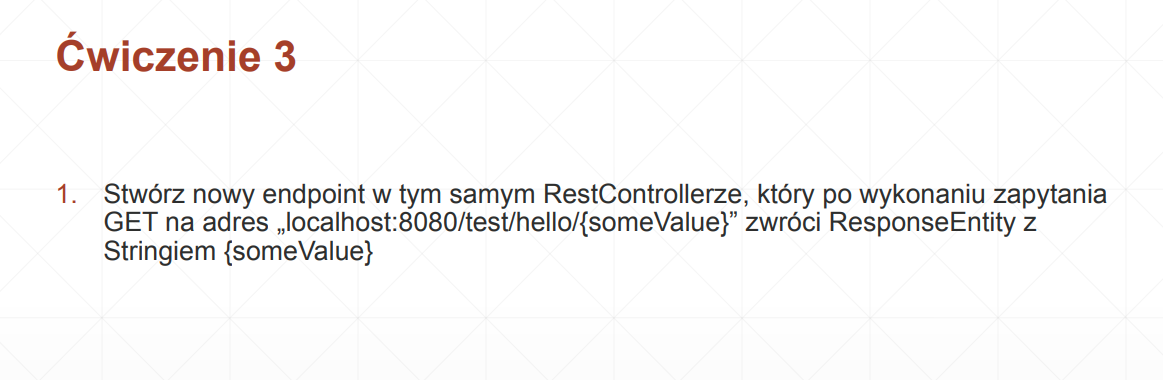 Ćwiczenie 3
1. Stwórz nowy endpoint w tym samym RestControllerze, który po wykonaniu zapytania
GET na adres „localhost:8080/test/hello/{someValue}” zwróci ResponseEntity z
Stringiem {someValue}